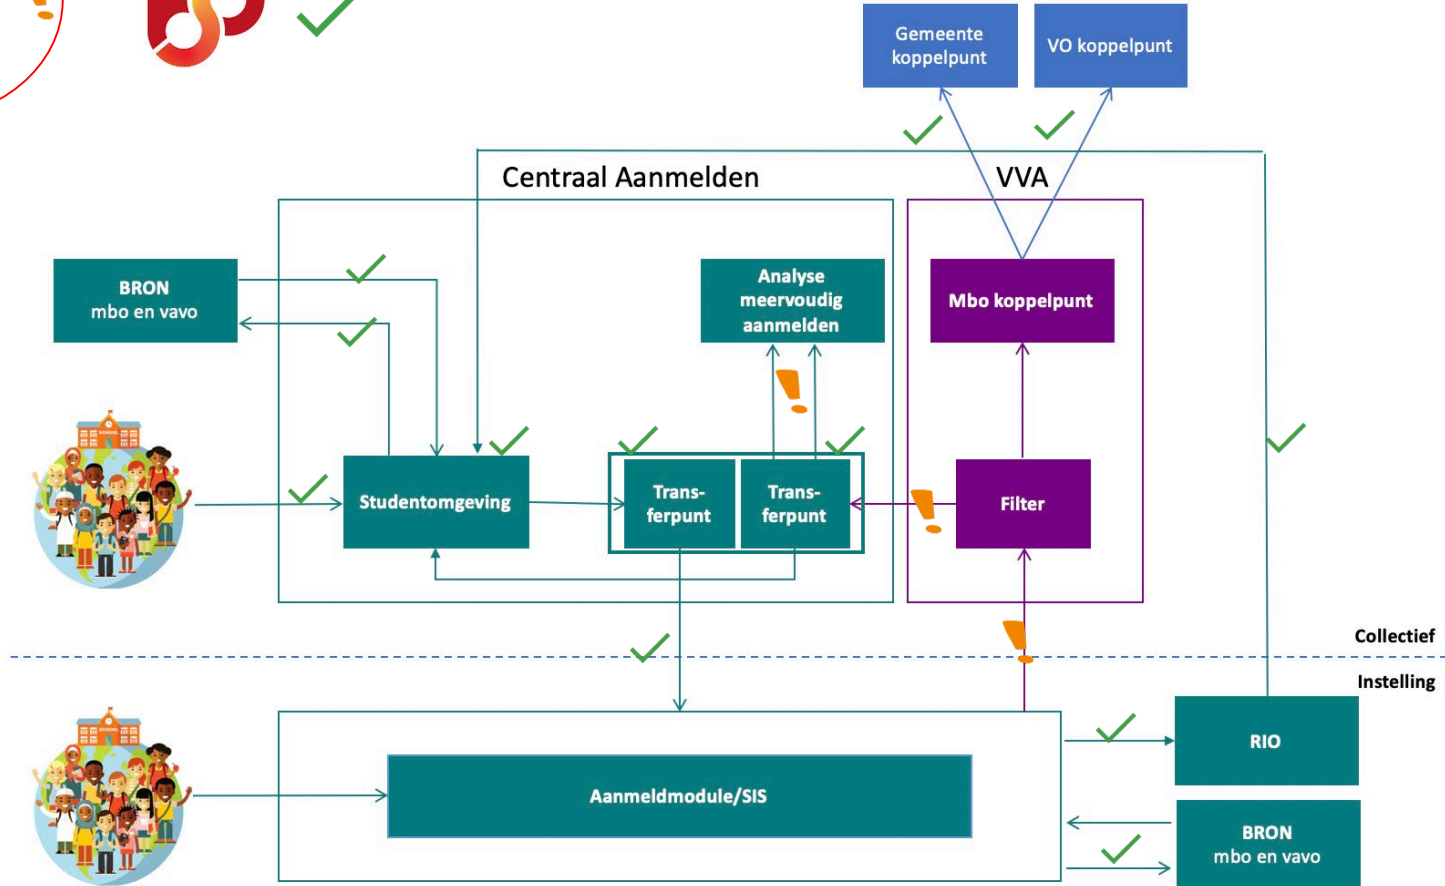 Gemeente
koppelpunt
VO koppelpunt
Centraal Aanmelden
VVA
BRON
mbo en vavo
Analyse
meervoudig
aanmelden
Mbo koppelpunt
Studentomgeving
Trans-
ferpunt
Trans-
ferpunt
Filter
Collectief
Instelling
RIO
Aanmeldmodule/SIS
BRON
mbo en vavo